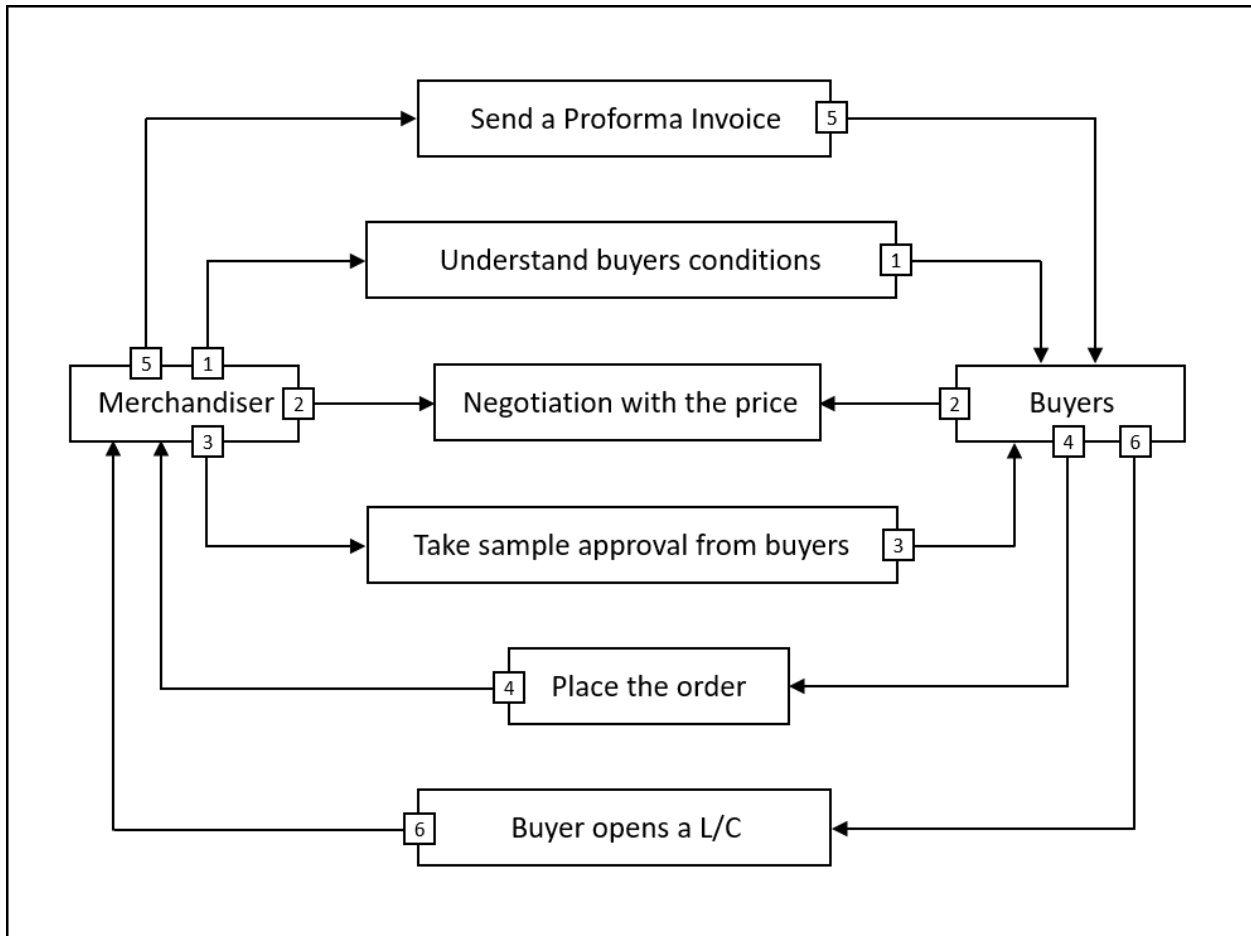 Send a Proforma Invoice
5
Understand buyers conditions
1
5
1
Merchandiser
2
Negotiation with the price
2
Buyers
3
4
6
Take sample approval from buyers
3
4
Place the order
6
Buyer opens a L/C